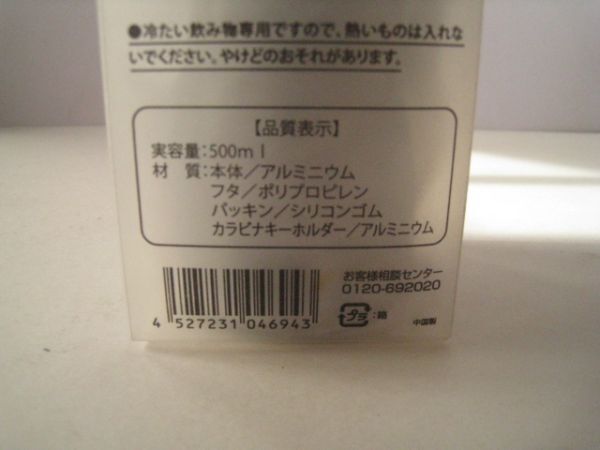 ●冷たい飲み物専用ですので、熱いものは入れな
いでください。やけどのおそれがあります。
【品質表示】
実容量:500ml
材 質:本体/アルミニウム
フタ/ポリプロピレン
パッキン/シリコンゴム
カラビナキーホルダー/アルミニウム
お客様相談センター
0120-692020
プラ:箱
中国製
4 527231 046943